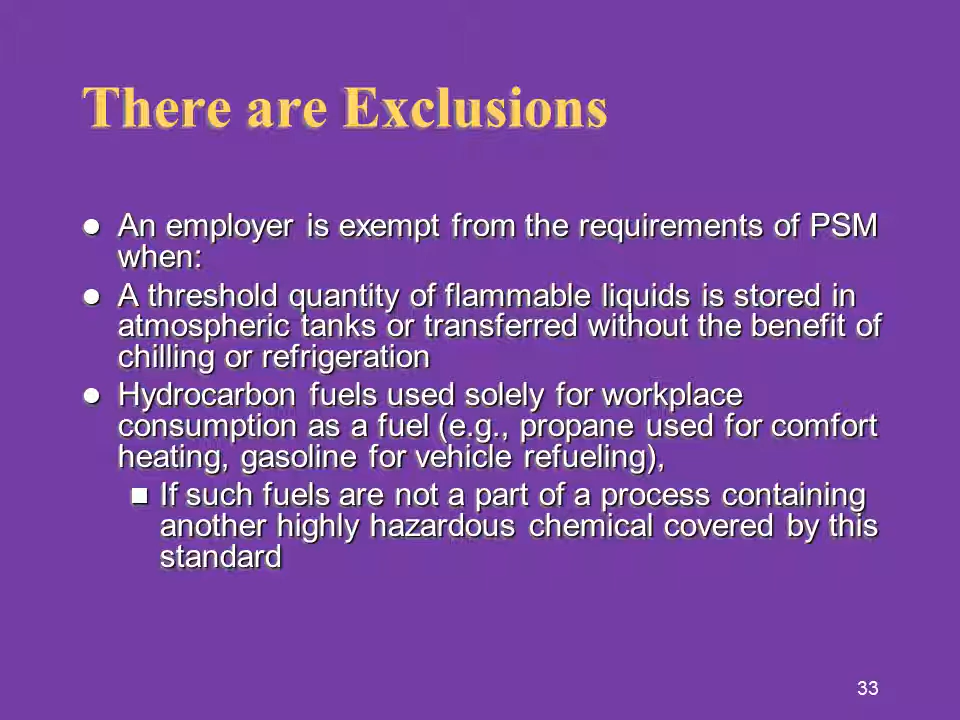 There are Exclusions
● An employer is exempt from the requirements of PSM
when:
● A threshold quantity of flammable liquids is stored in
atmospheric tanks or transferred without the benefit of
chilling or refrigeration
● Hydrocarbon fuels used solely for workplace
consumption as a fuel (e.g., propane used for comfort
heating, gasoline for vehicle refueling),
■ If such fuels are not a part of a process containing
another highly hazardous chemical covered by this
standard
33